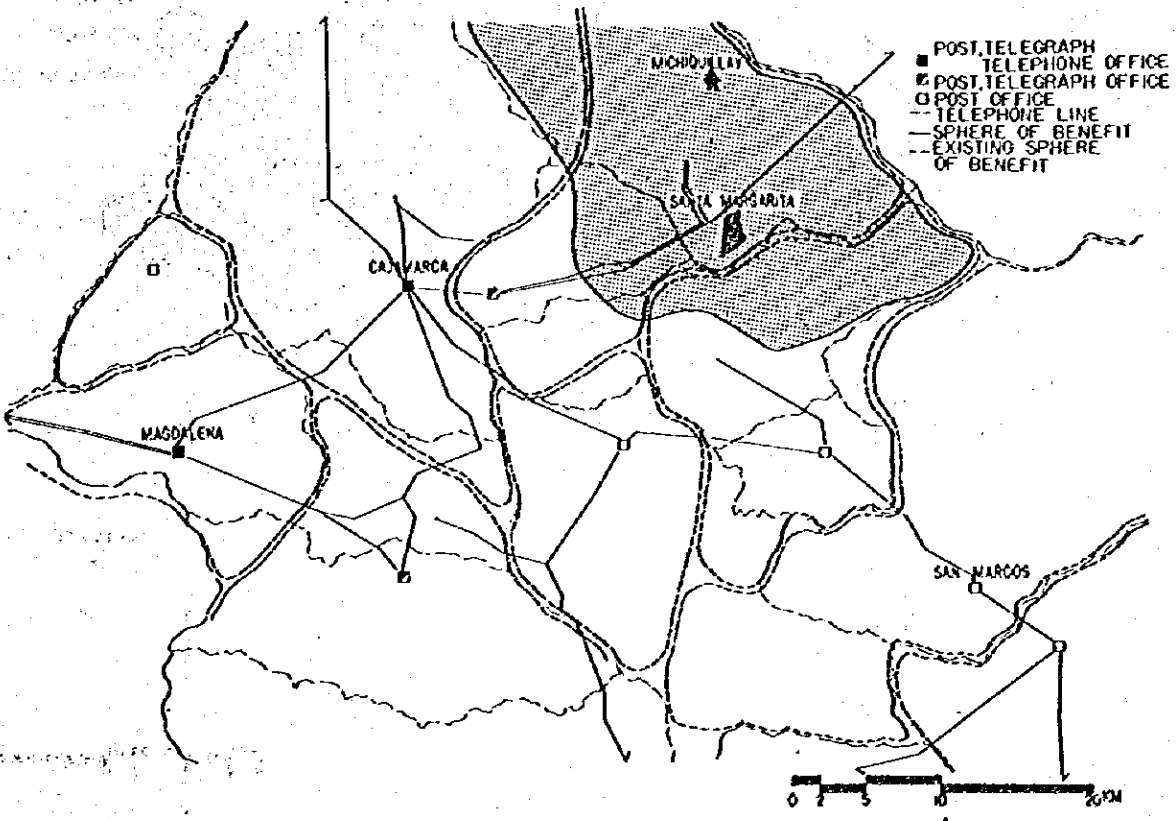 MICHIQUILLAY
POST, TELEGRAPH
TELEPHONE OFFICE
POST, TELEGRAPH OFFICE
POST OFFICE
TELEPHONE LINE
SPHERE OF BENEFIT
EXISTING SPHERE
OF BENEFIT
SANTA MARGARITA
CAJAMARCA
MAGDALENA
SAN MARCOS
0 2 5 10 20 KM